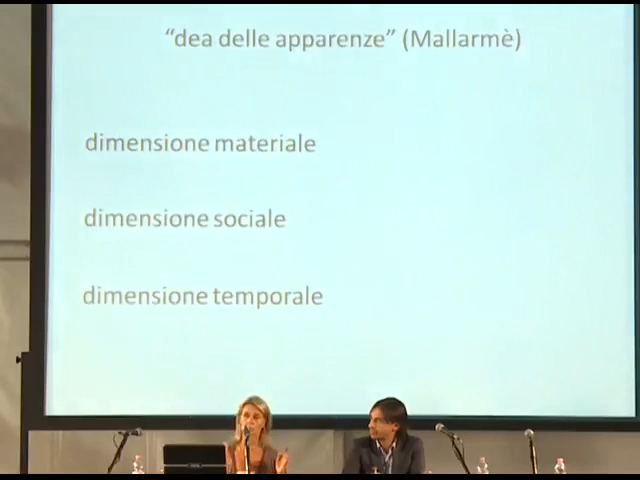 “dea delle apparenze” (Mallarmè)
dimensione materiale
dimensione sociale
dimensione temporale